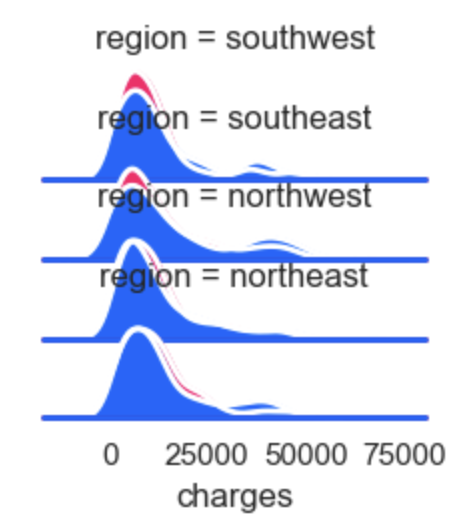 region = southwest
region = southeast
region = northwest
region = northeast
0 25000 50000 75000
charges